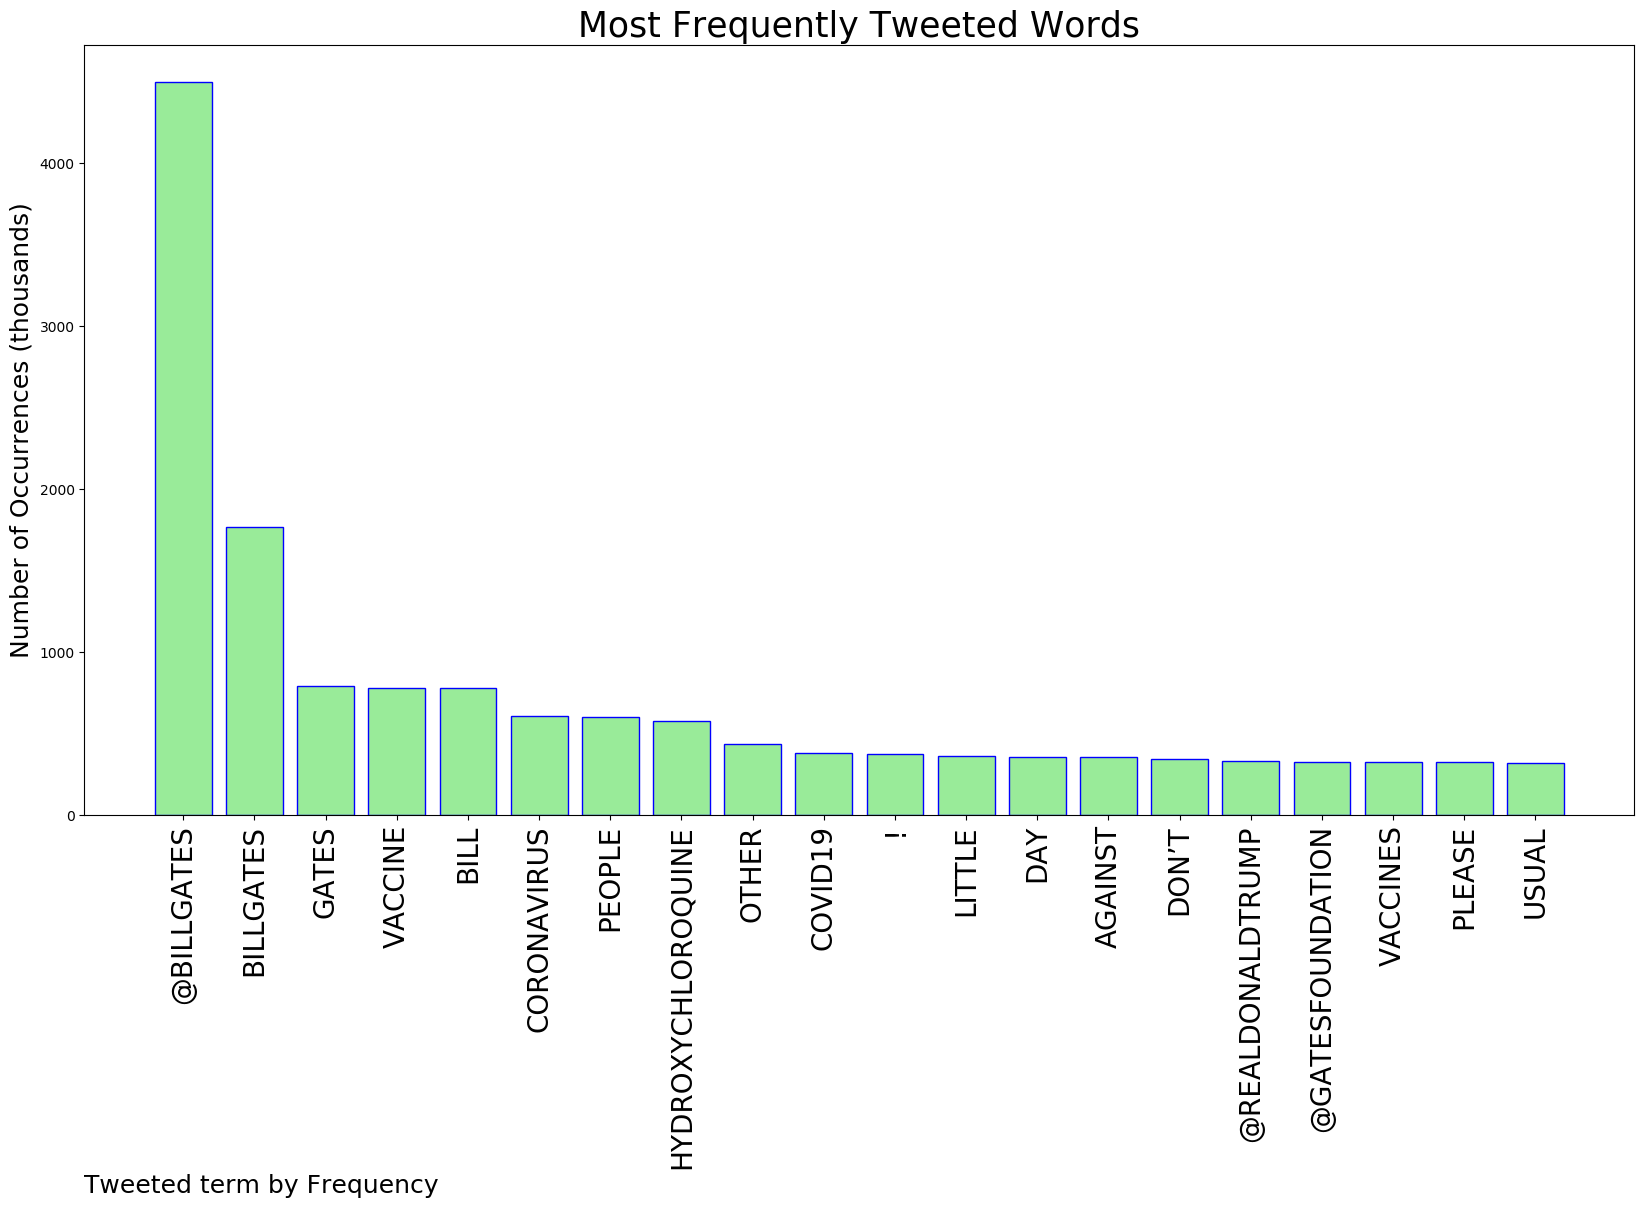 Most Frequently Tweeted Words
Number of Occurrences (thousands)
4000
3000
2000
1000
0
@BILLGATES
BILLGATES
GATES
VACCINE
BILL
CORONAVIRUS
PEOPLE
HYDROXYCHLOROQUINE
OTHER
COVID19
!
LITTLE
DAY
AGAINST
DON’T
@REALDONALDTRUMP
@GATESFOUNDATION
VACCINES
PLEASE
USUAL
Tweeted term by Frequency